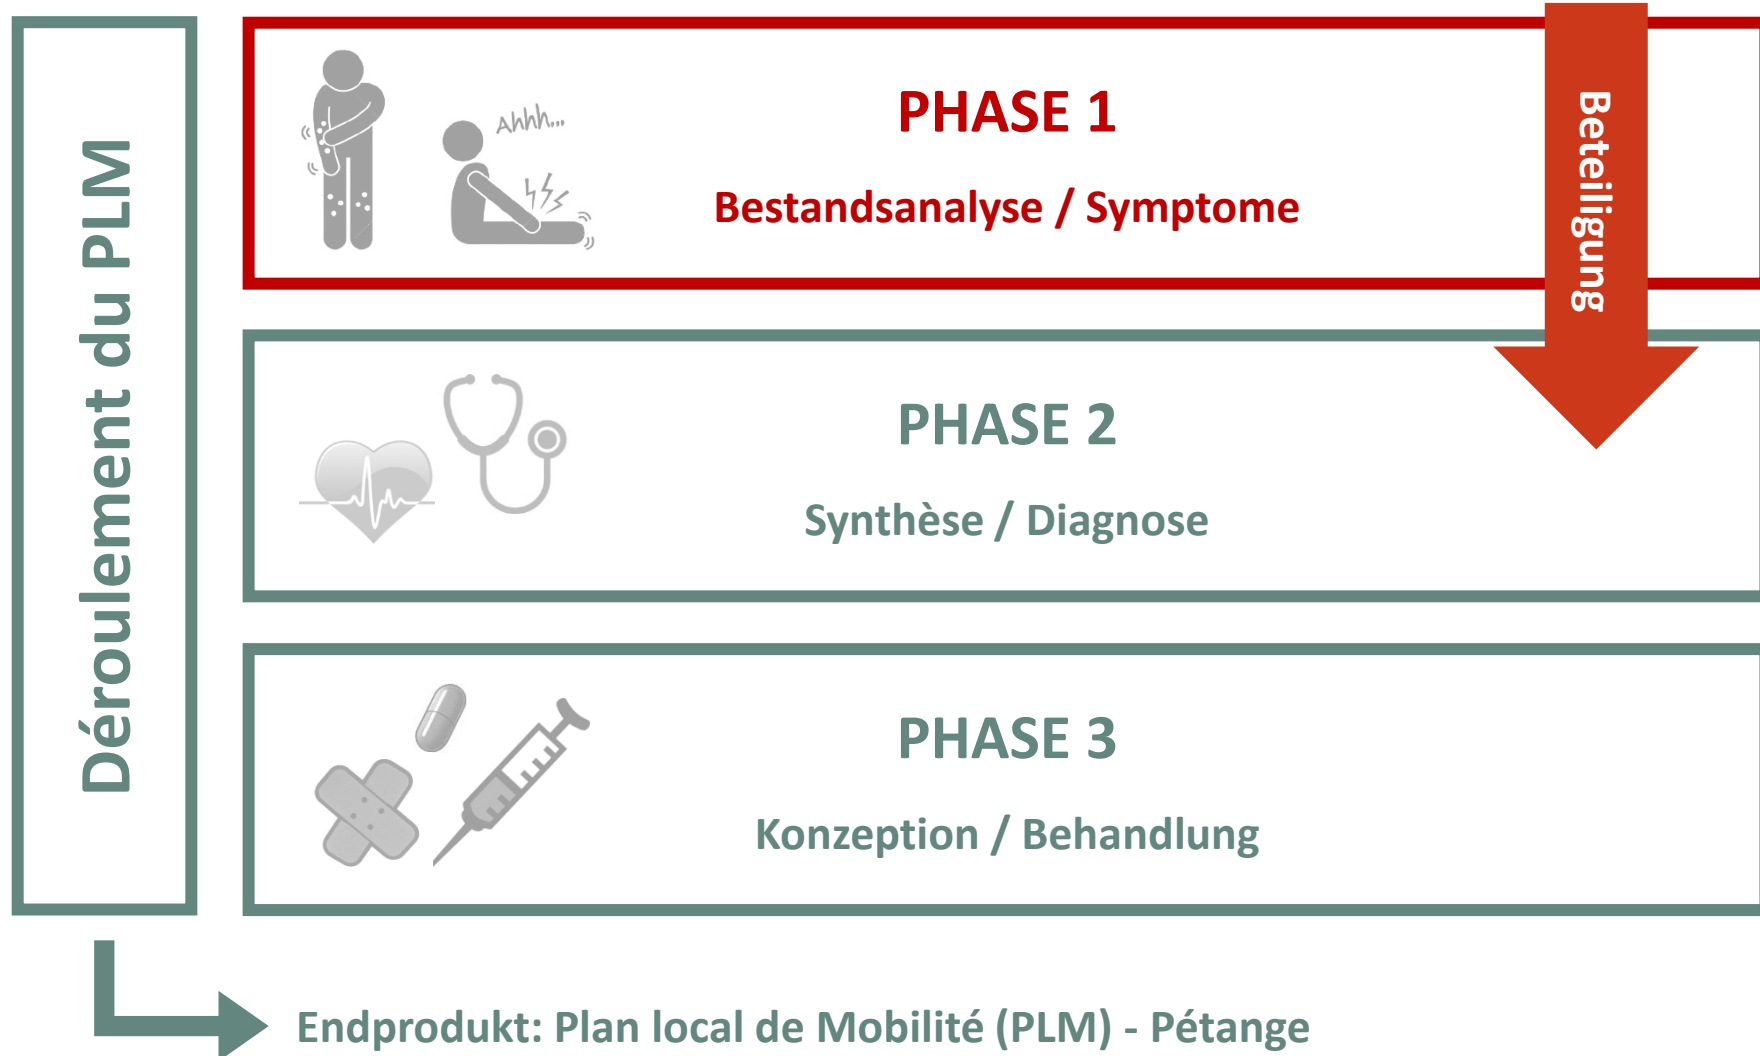 Déroulement du PLM
PHASE 1
Ahhh...
Bestandsanalyse / Symptome
Beteiligung
PHASE 2
Synthèse / Diagnose
PHASE 3
Konzeption / Behandlung
Endprodukt: Plan local de Mobilité (PLM) - Pétange